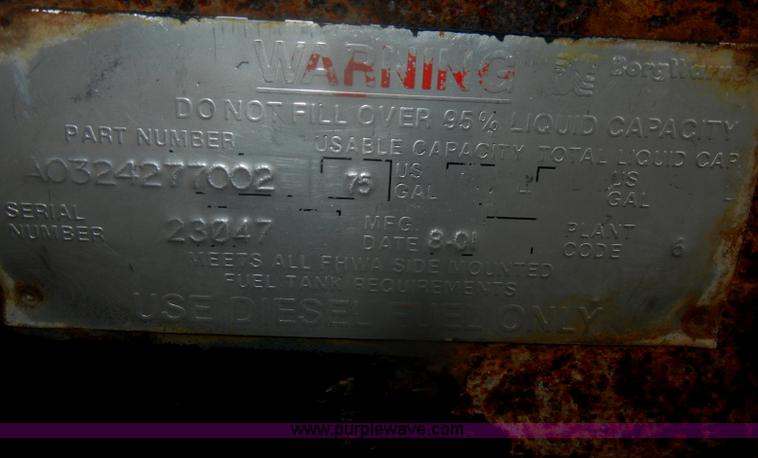 WARNING BorgWarner
DO NOT FILL OVER 95% LIQUID CAPACITY
PART NUMBER USABLE CAPACITY TOTAL LIQUID CAP.
A0324277002 75 US GAL US GAL
SERIAL NUMBER 23047 MFG. DATE 8-01 PLANT CODE 6
MEETS ALL FHWA SIDE MOUNTED
FUEL TANK REQUIREMENTS
USE DIESEL FUEL ONLY
www.purplewave.com